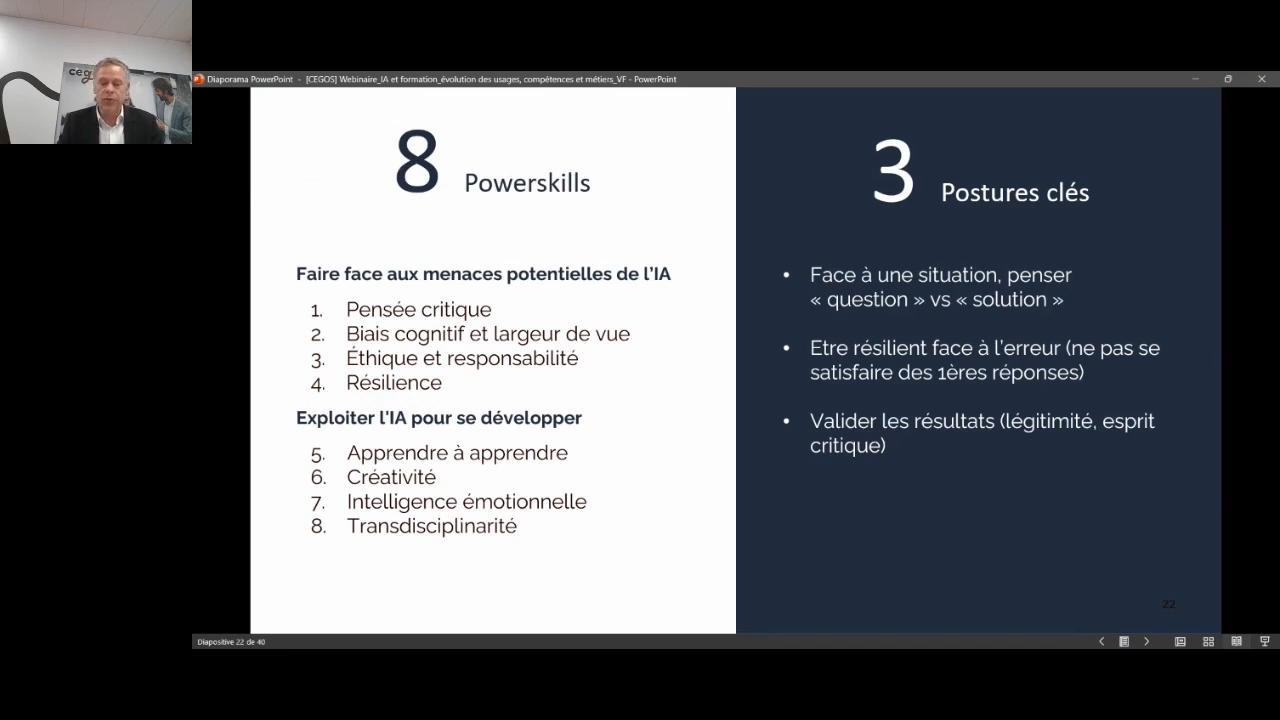 ceg
Diaporama PowerPoint - [CEGOS] Webinaire_IA et formation_évolution des usages, compétences et métiers_VF - PowerPoint
8 Powerskills
Faire face aux menaces potentielles de l'IA
1. Pensée critique
2. Biais cognitif et largeur de vue
3. Éthique et responsabilité
4. Résilience
Exploiter l'IA pour se développer
5. Apprendre à apprendre
6. Créativité
7. Intelligence émotionnelle
8. Transdisciplinarité
3 Postures clés
• Face à une situation, penser
« question » vs « solution »
• Etre résilient face à l'erreur (ne pas se
satisfaire des 1ères réponses)
• Valider les résultats (légitimité, esprit
critique)
22
Diapositive 22 de 40